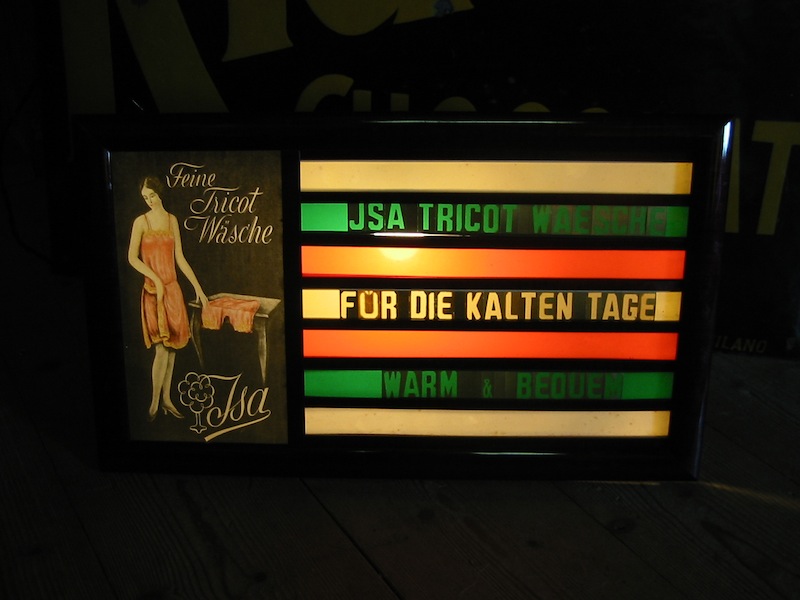 Feine
Tricot
Wäsche
Jsa
JSA TRICOT WAESCHE
FÜR DIE KALTEN TAGE
WARM & BEQUEM